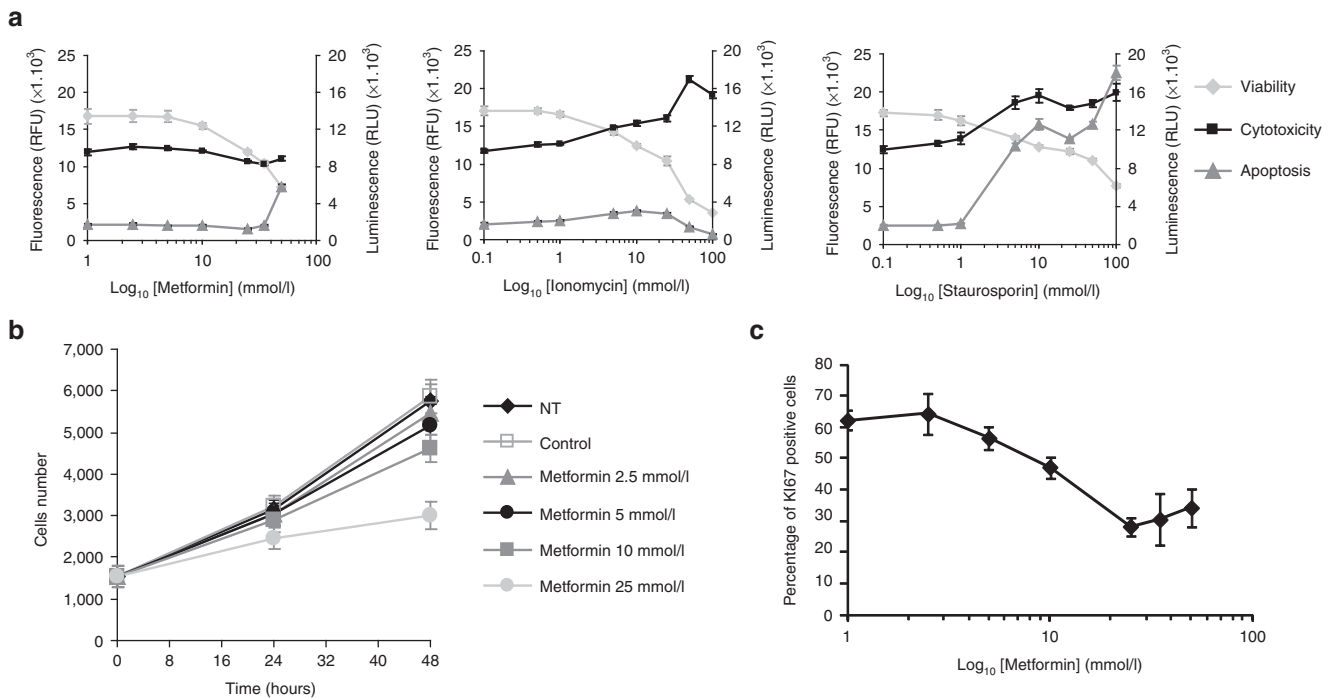 a
Fluorescence (RFU) (×1.10³)
25
20
15
10
5
0
1
10
100
Log₁₀ [Metformin] (mmol/l)
20
16
12
8
4
0
Luminescence (RLU) (×1.10³)
Fluorescence (RFU) (×1.10³)
25
20
15
10
5
0
0.1
1
10
100
Log₁₀ [Ionomycin] (mmol/l)
20
16
12
8
4
0
Luminescence (RLU) (×1.10³)
Fluorescence (RFU) (×1.10³)
25
20
15
10
5
0
0.1
1
10
100
Log₁₀ [Staurosporin] (mmol/l)
20
16
12
8
4
0
Luminescence (RLU) (×1.10³)
Viability
Cytotoxicity
Apoptosis
b
Cells number
7,000
6,000
5,000
4,000
3,000
2,000
1,000
0
0
8
16
24
32
40
48
Time (hours)
NT
Control
Metformin 2.5 mmol/l
Metformin 5 mmol/l
Metformin 10 mmol/l
Metformin 25 mmol/l
c
Percentage of KI67 positive cells
80
70
60
50
40
30
20
10
0
1
10
100
Log₁₀ [Metformin] (mmol/l)